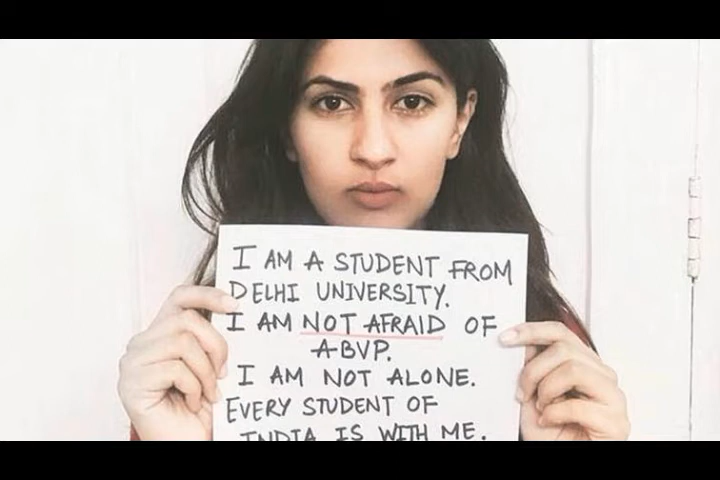 I AM A STUDENT FROM
DELHI UNIVERSITY.
I AM NOT AFRAID OF
ABVP.
I AM NOT ALONE.
EVERY STUDENT OF
INDIA IS WITH ME.